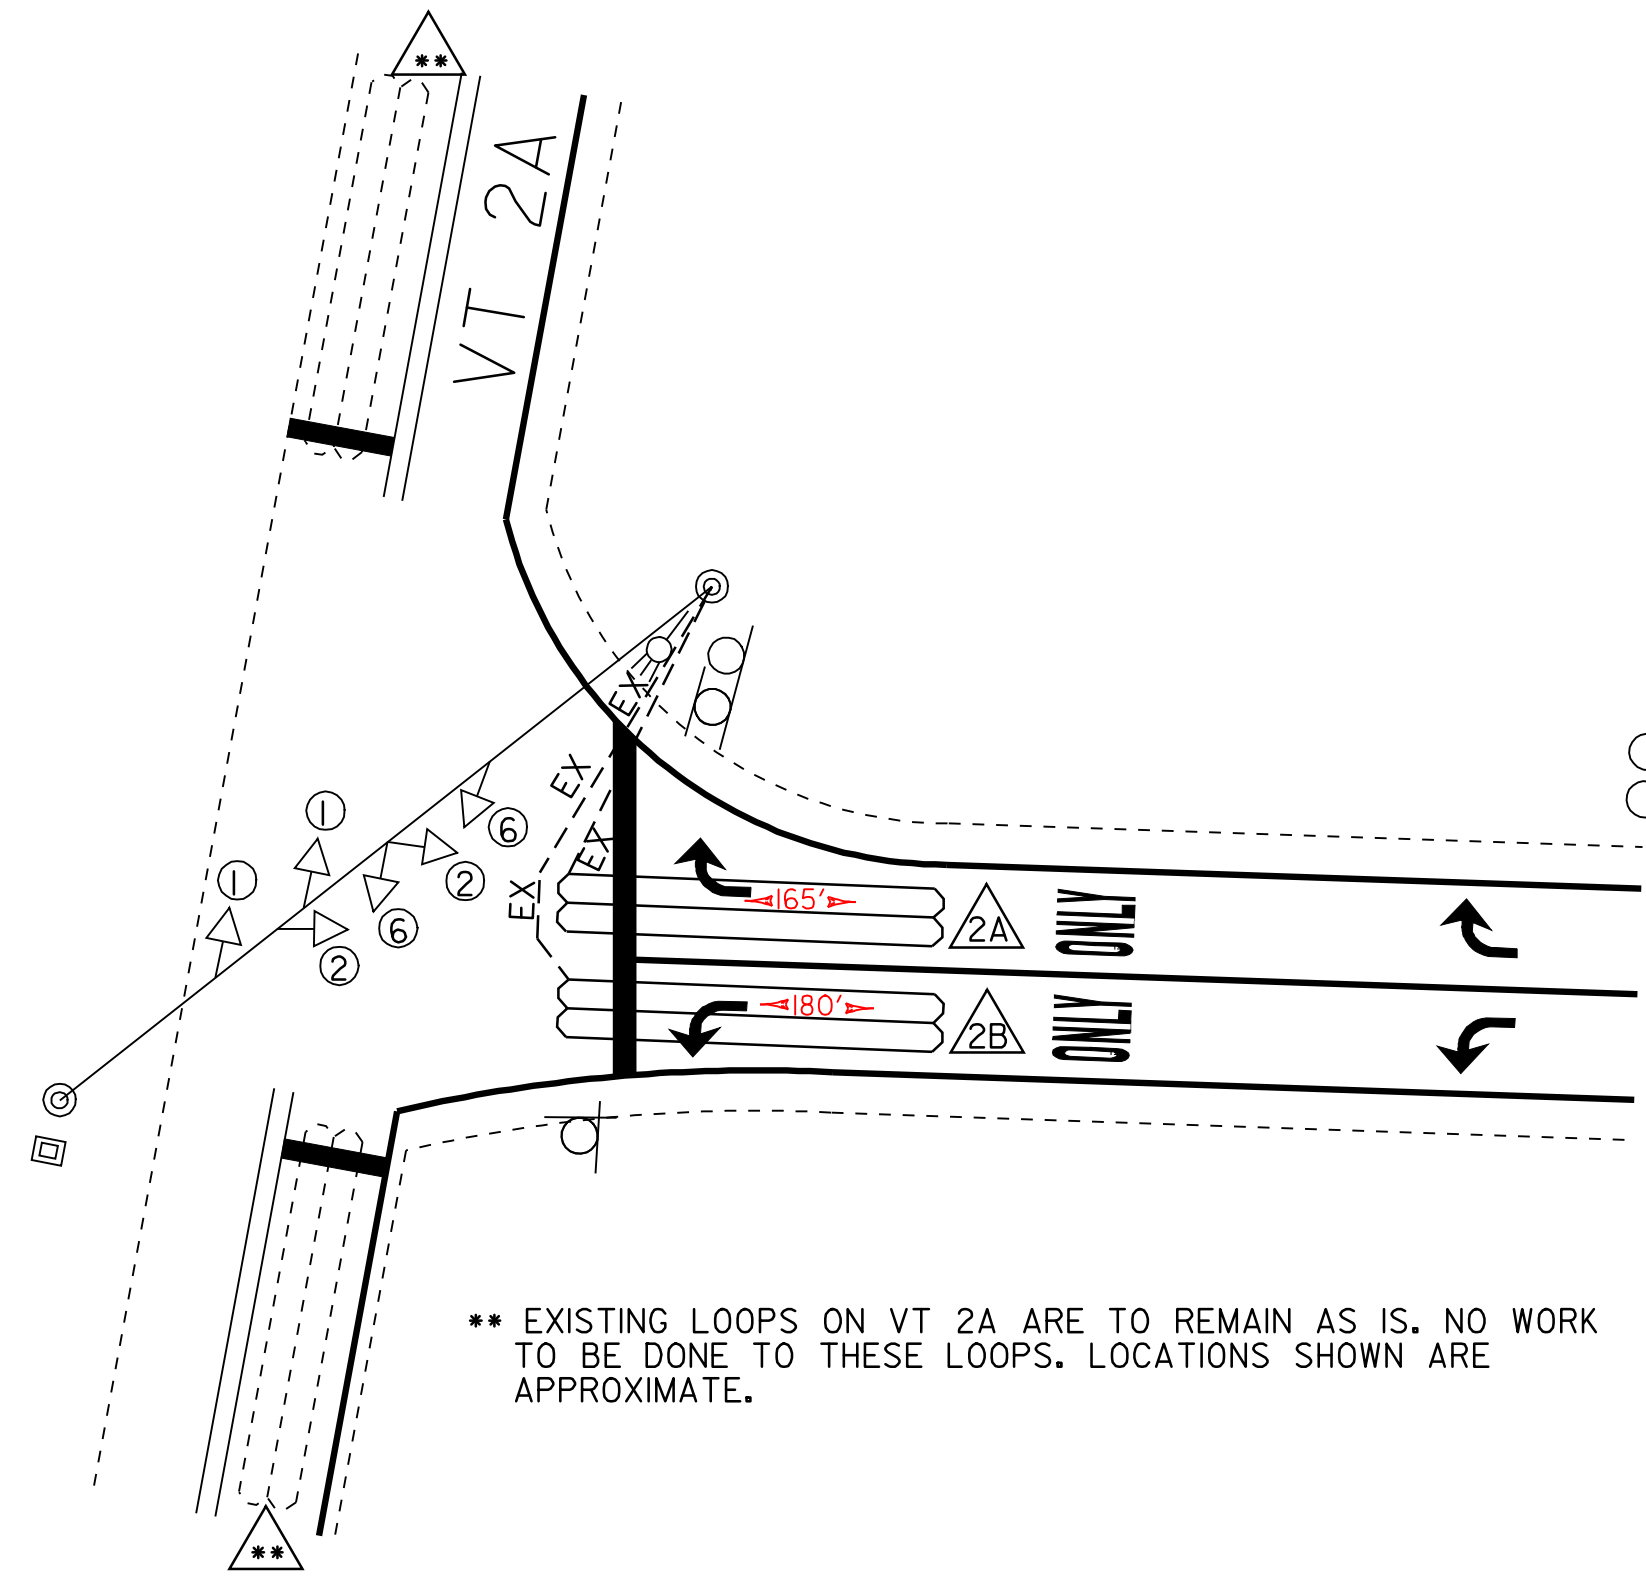 **
VT 2A
EX
EX
EX
EX
1
1
6
2
6
2
165'
2A
ONLY
180'
2B
ONLY
** EXISTING LOOPS ON VT 2A ARE TO REMAIN AS IS. NO WORK
TO BE DONE TO THESE LOOPS. LOCATIONS SHOWN ARE
APPROXIMATE.
**